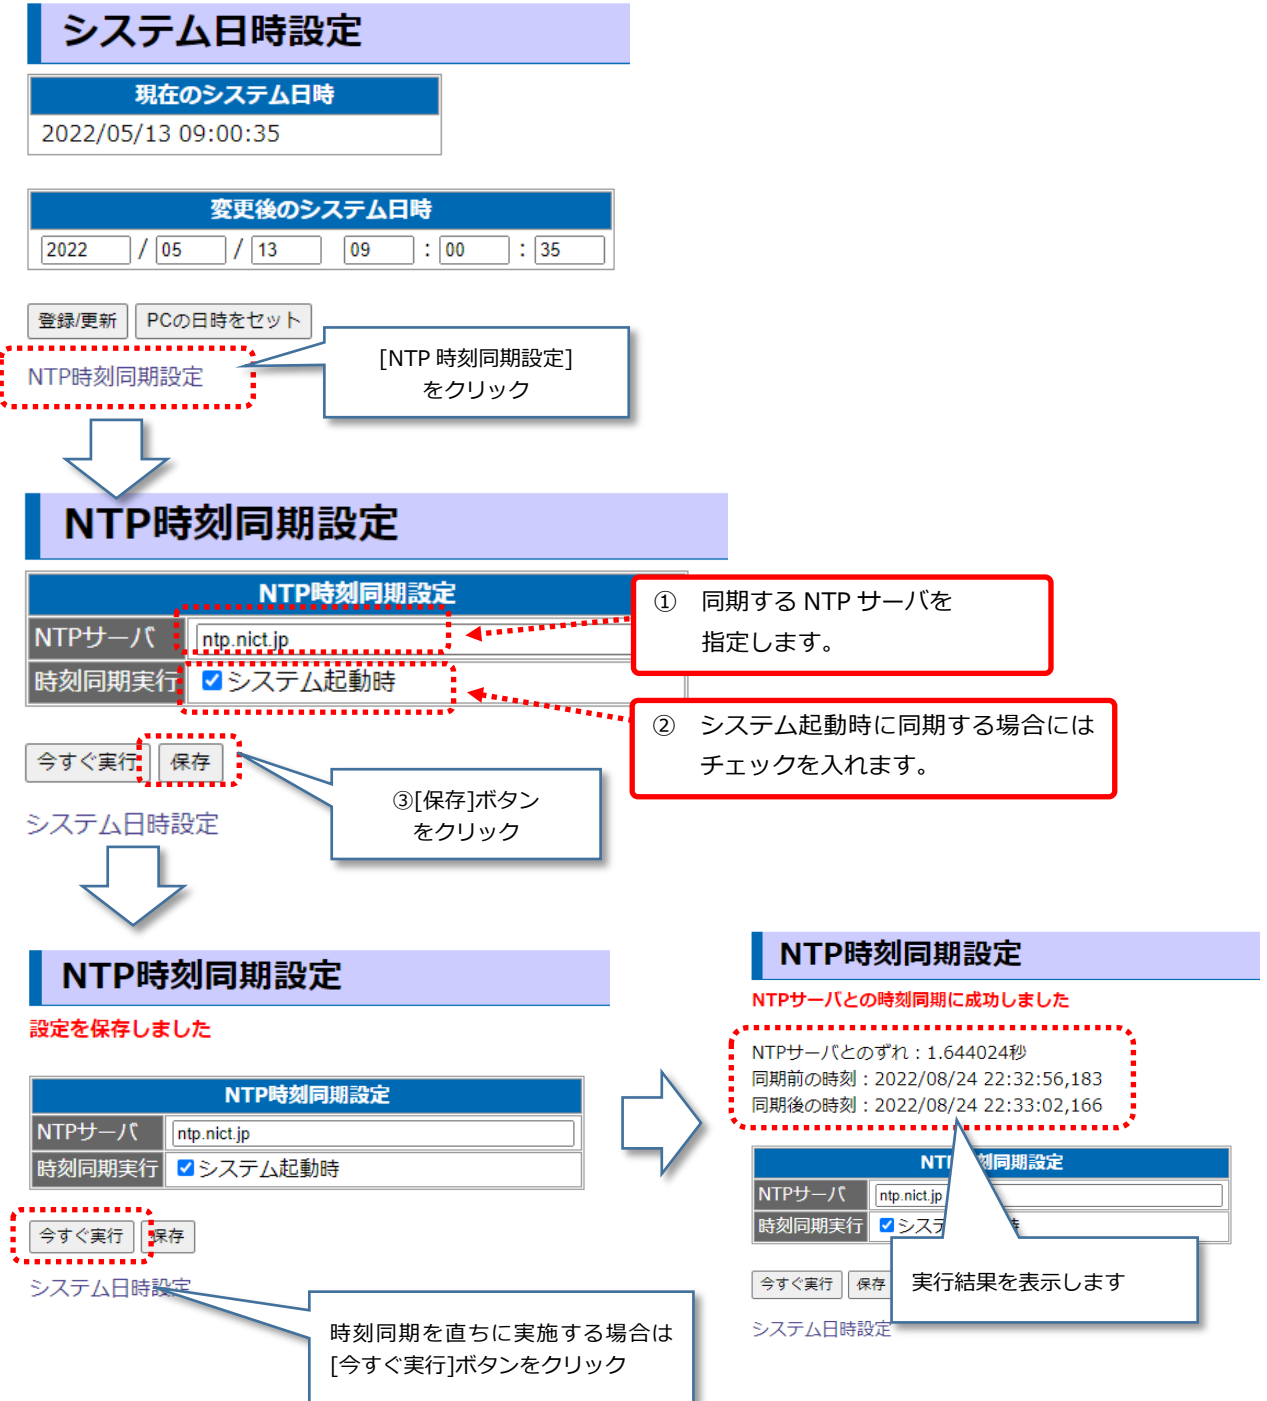 システム日時設定
現在のシステム日時
2022/05/13 09:00:35
変更後のシステム日時
2022 / 05 / 13 09 : 00 : 35
登録/更新 PCの日時をセット
[NTP 時刻同期設定]
をクリック
NTP時刻同期設定
NTP時刻同期設定
NTP時刻同期設定
NTPサーバ ntp.nict.jp
時刻同期実行 システム起動時
① 同期する NTP サーバを
指定します。
② システム起動時に同期する場合には
チェックを入れます。
今すぐ実行 保存
③[保存]ボタン
をクリック
システム日時設定
NTP時刻同期設定
設定を保存しました
NTP時刻同期設定
NTPサーバ ntp.nict.jp
時刻同期実行 システム起動時
今すぐ実行 保存
システム日時設定
時刻同期を直ちに実施する場合は
[今すぐ実行]ボタンをクリック
NTP時刻同期設定
NTPサーバとの時刻同期に成功しました
NTPサーバとのずれ：1.644024秒
同期前の時刻：2022/08/24 22:32:56,183
同期後の時刻：2022/08/24 22:33:02,166
NT 刻同期設定
NTPサーバ ntp.nict.jp
時刻同期実行 システ 時
今すぐ実行 保存
実行結果を表示します
システム日時設定